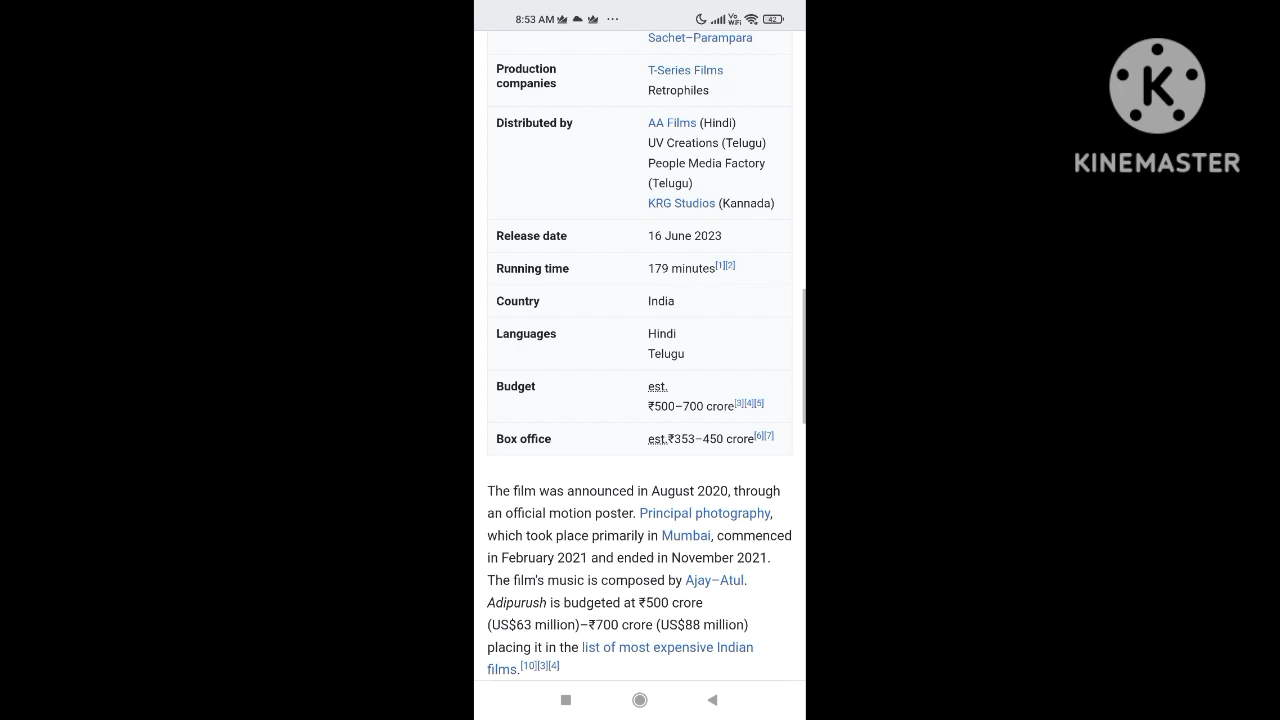 8:53 AM ... Vo WiFi 42
Sachet–Parampara
Production companies
T-Series Films
Retrophiles
Distributed by
AA Films (Hindi)
UV Creations (Telugu)
People Media Factory
(Telugu)
KRG Studios (Kannada)
Release date 16 June 2023
Running time 179 minutes[1][2]
Country India
Languages Hindi
Telugu
Budget est.
₹500–700 crore[3][4][5]
Box office est.₹353–450 crore[6][7]
The film was announced in August 2020, through
an official motion poster. Principal photography,
which took place primarily in Mumbai, commenced
in February 2021 and ended in November 2021.
The film's music is composed by Ajay–Atul.
Adipurush is budgeted at ₹500 crore
(US$63 million)–₹700 crore (US$88 million)
placing it in the list of most expensive Indian
films.[10][3][4]
K
KINEMASTER